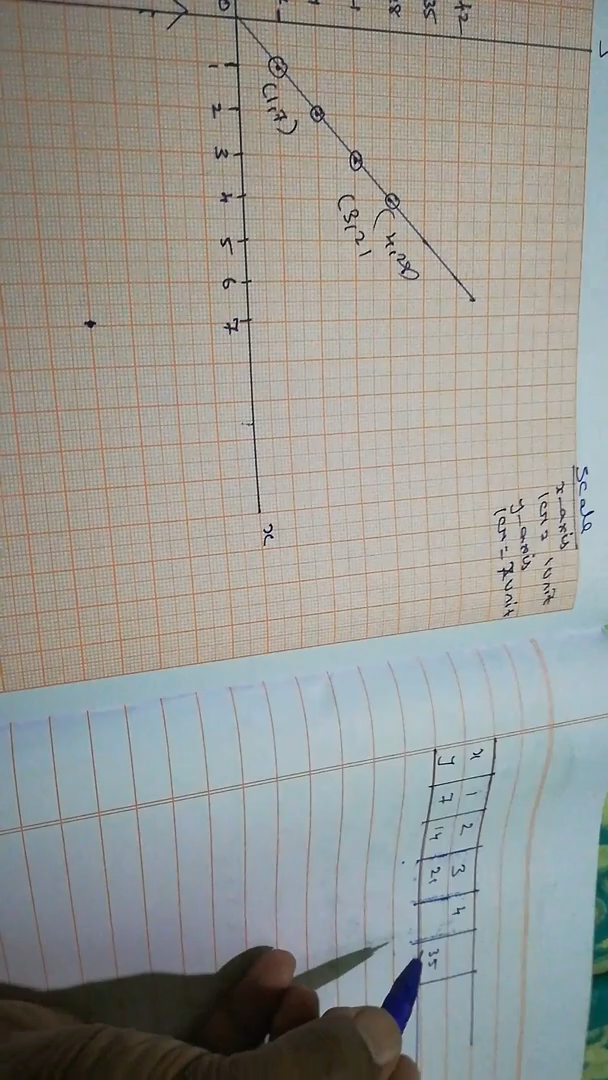 Scale
x-axis
1cm = 1unit
y-axis
1cm = 7unit
42
35
0
1 2 3 4 5 6 7
x
(1,7)
(3,21
(4,28)
x 1 2 3 4
y 7 14 21 35